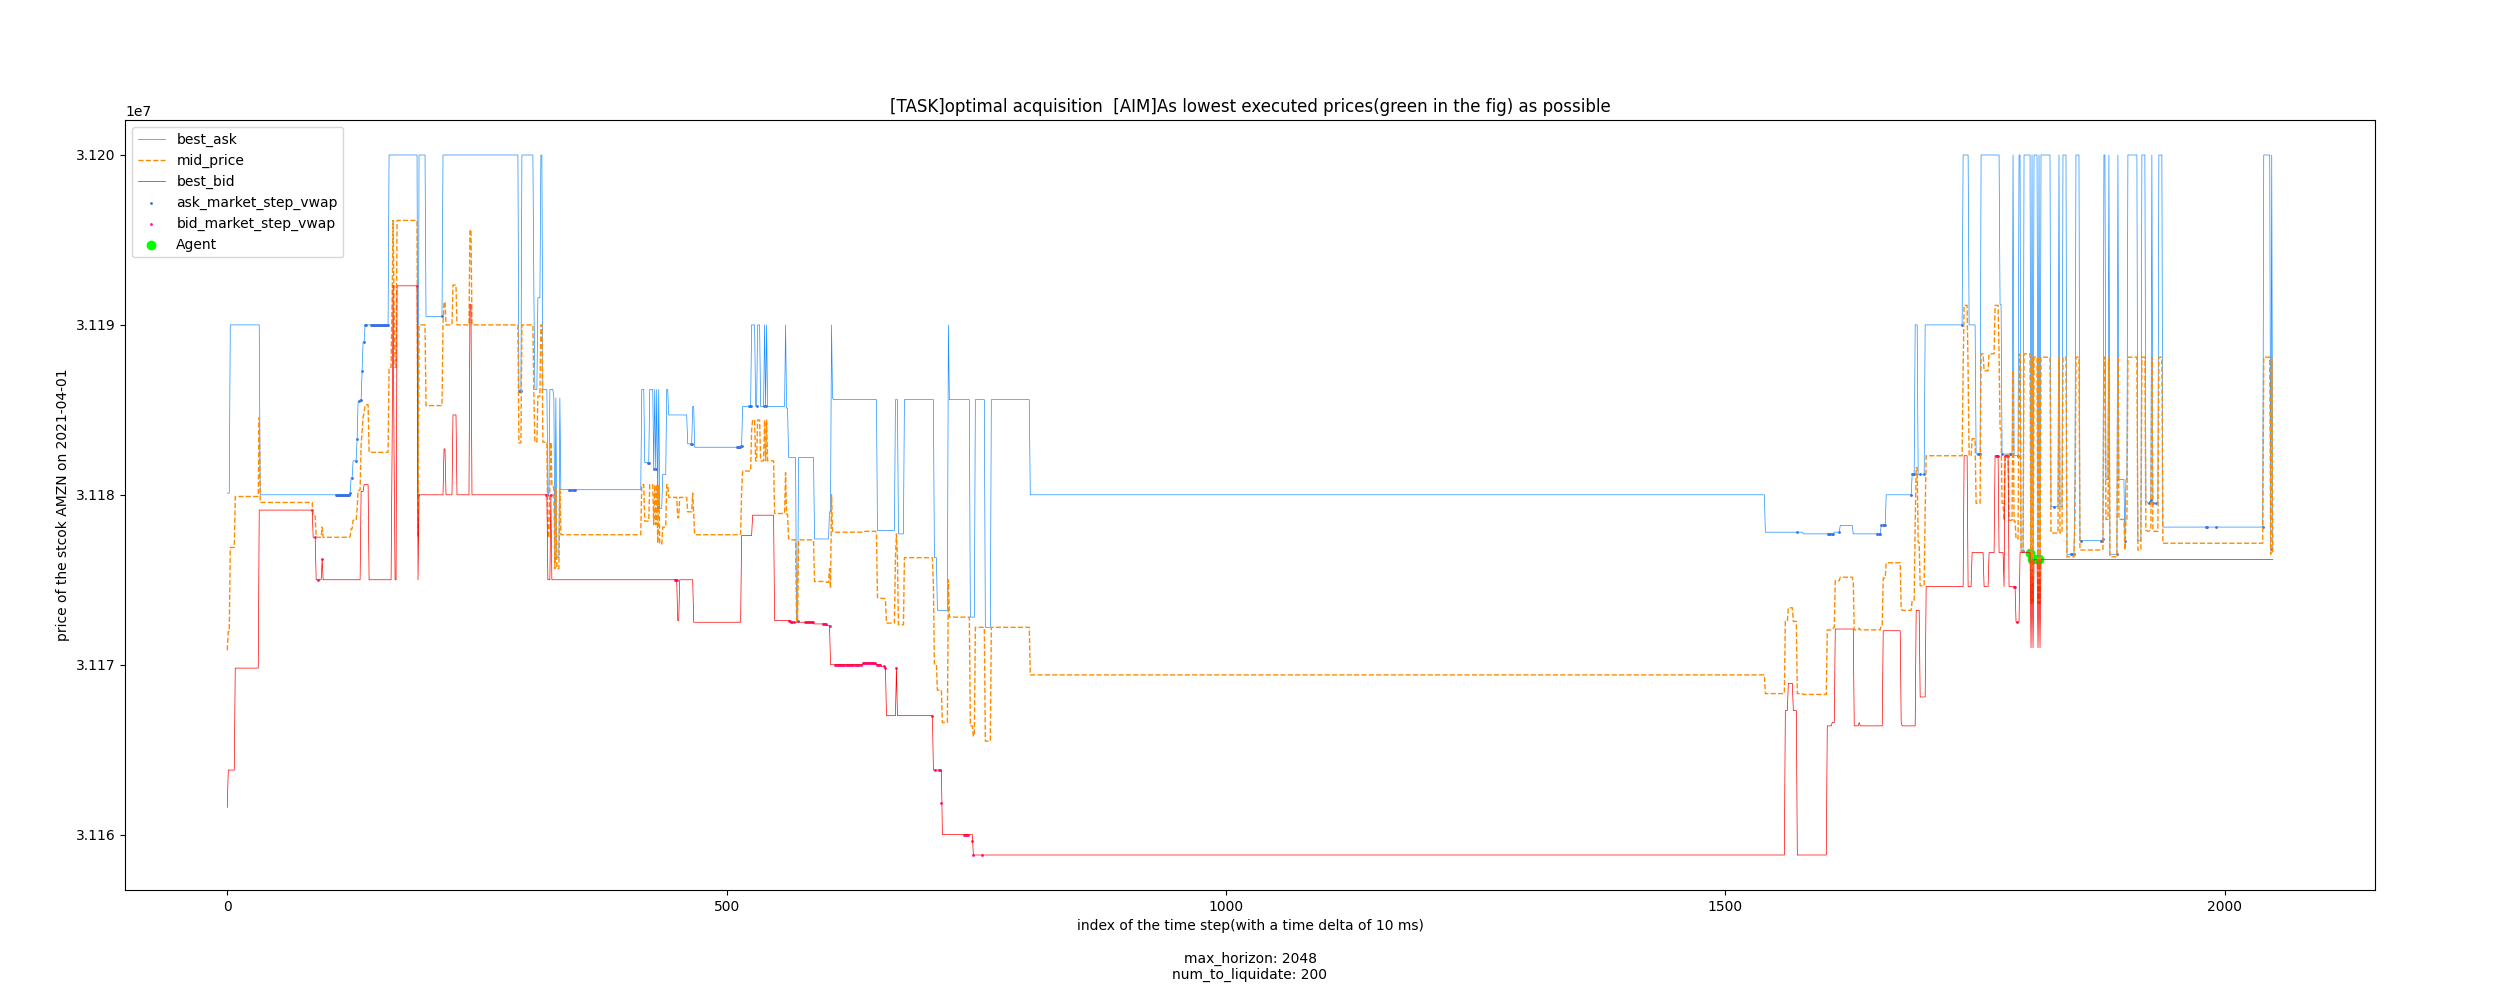 [TASK]optimal acquisition  [AIM]As lowest executed prices(green in the fig) as possible
1e7
best_ask
mid_price
best_bid
ask_market_step_vwap
bid_market_step_vwap
Agent
3.120
3.119
3.118
3.117
3.116
price of the stcok AMZN on 2021-04-01
0
500
1000
1500
2000
index of the time step(with a time delta of 10 ms)
max_horizon: 2048
num_to_liquidate: 200